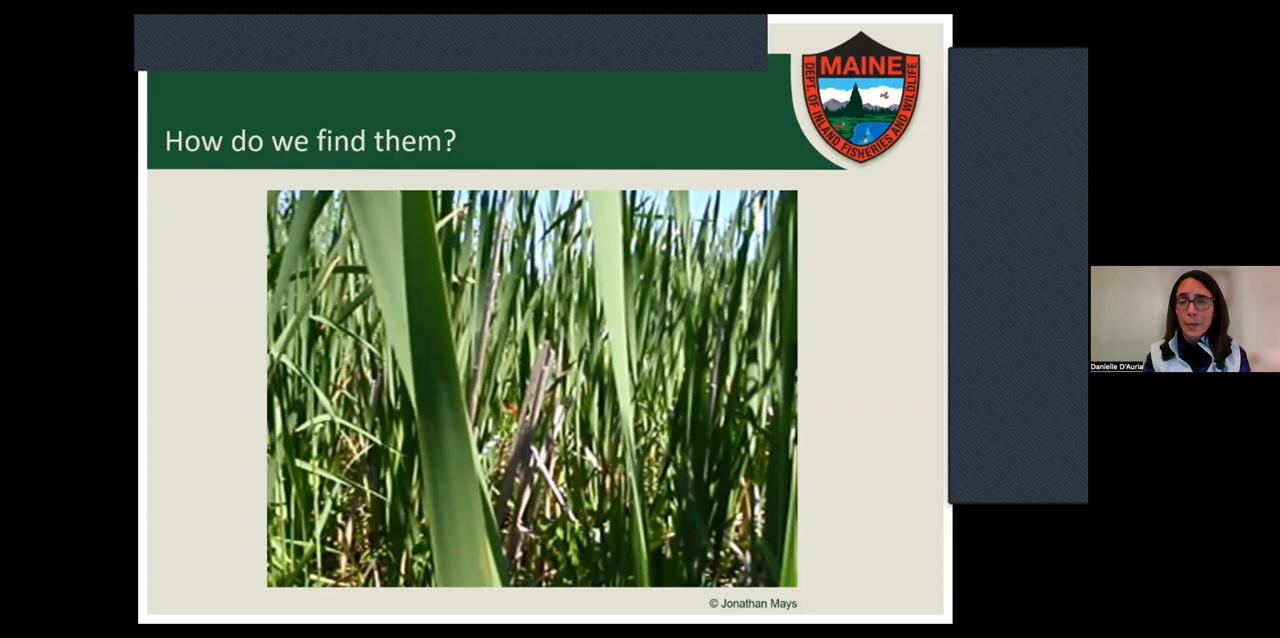 MAINE
DEPT. OF INLAND FISHERIES AND WILDLIFE
How do we find them?
Danielle D'Auria
© Jonathan Mays